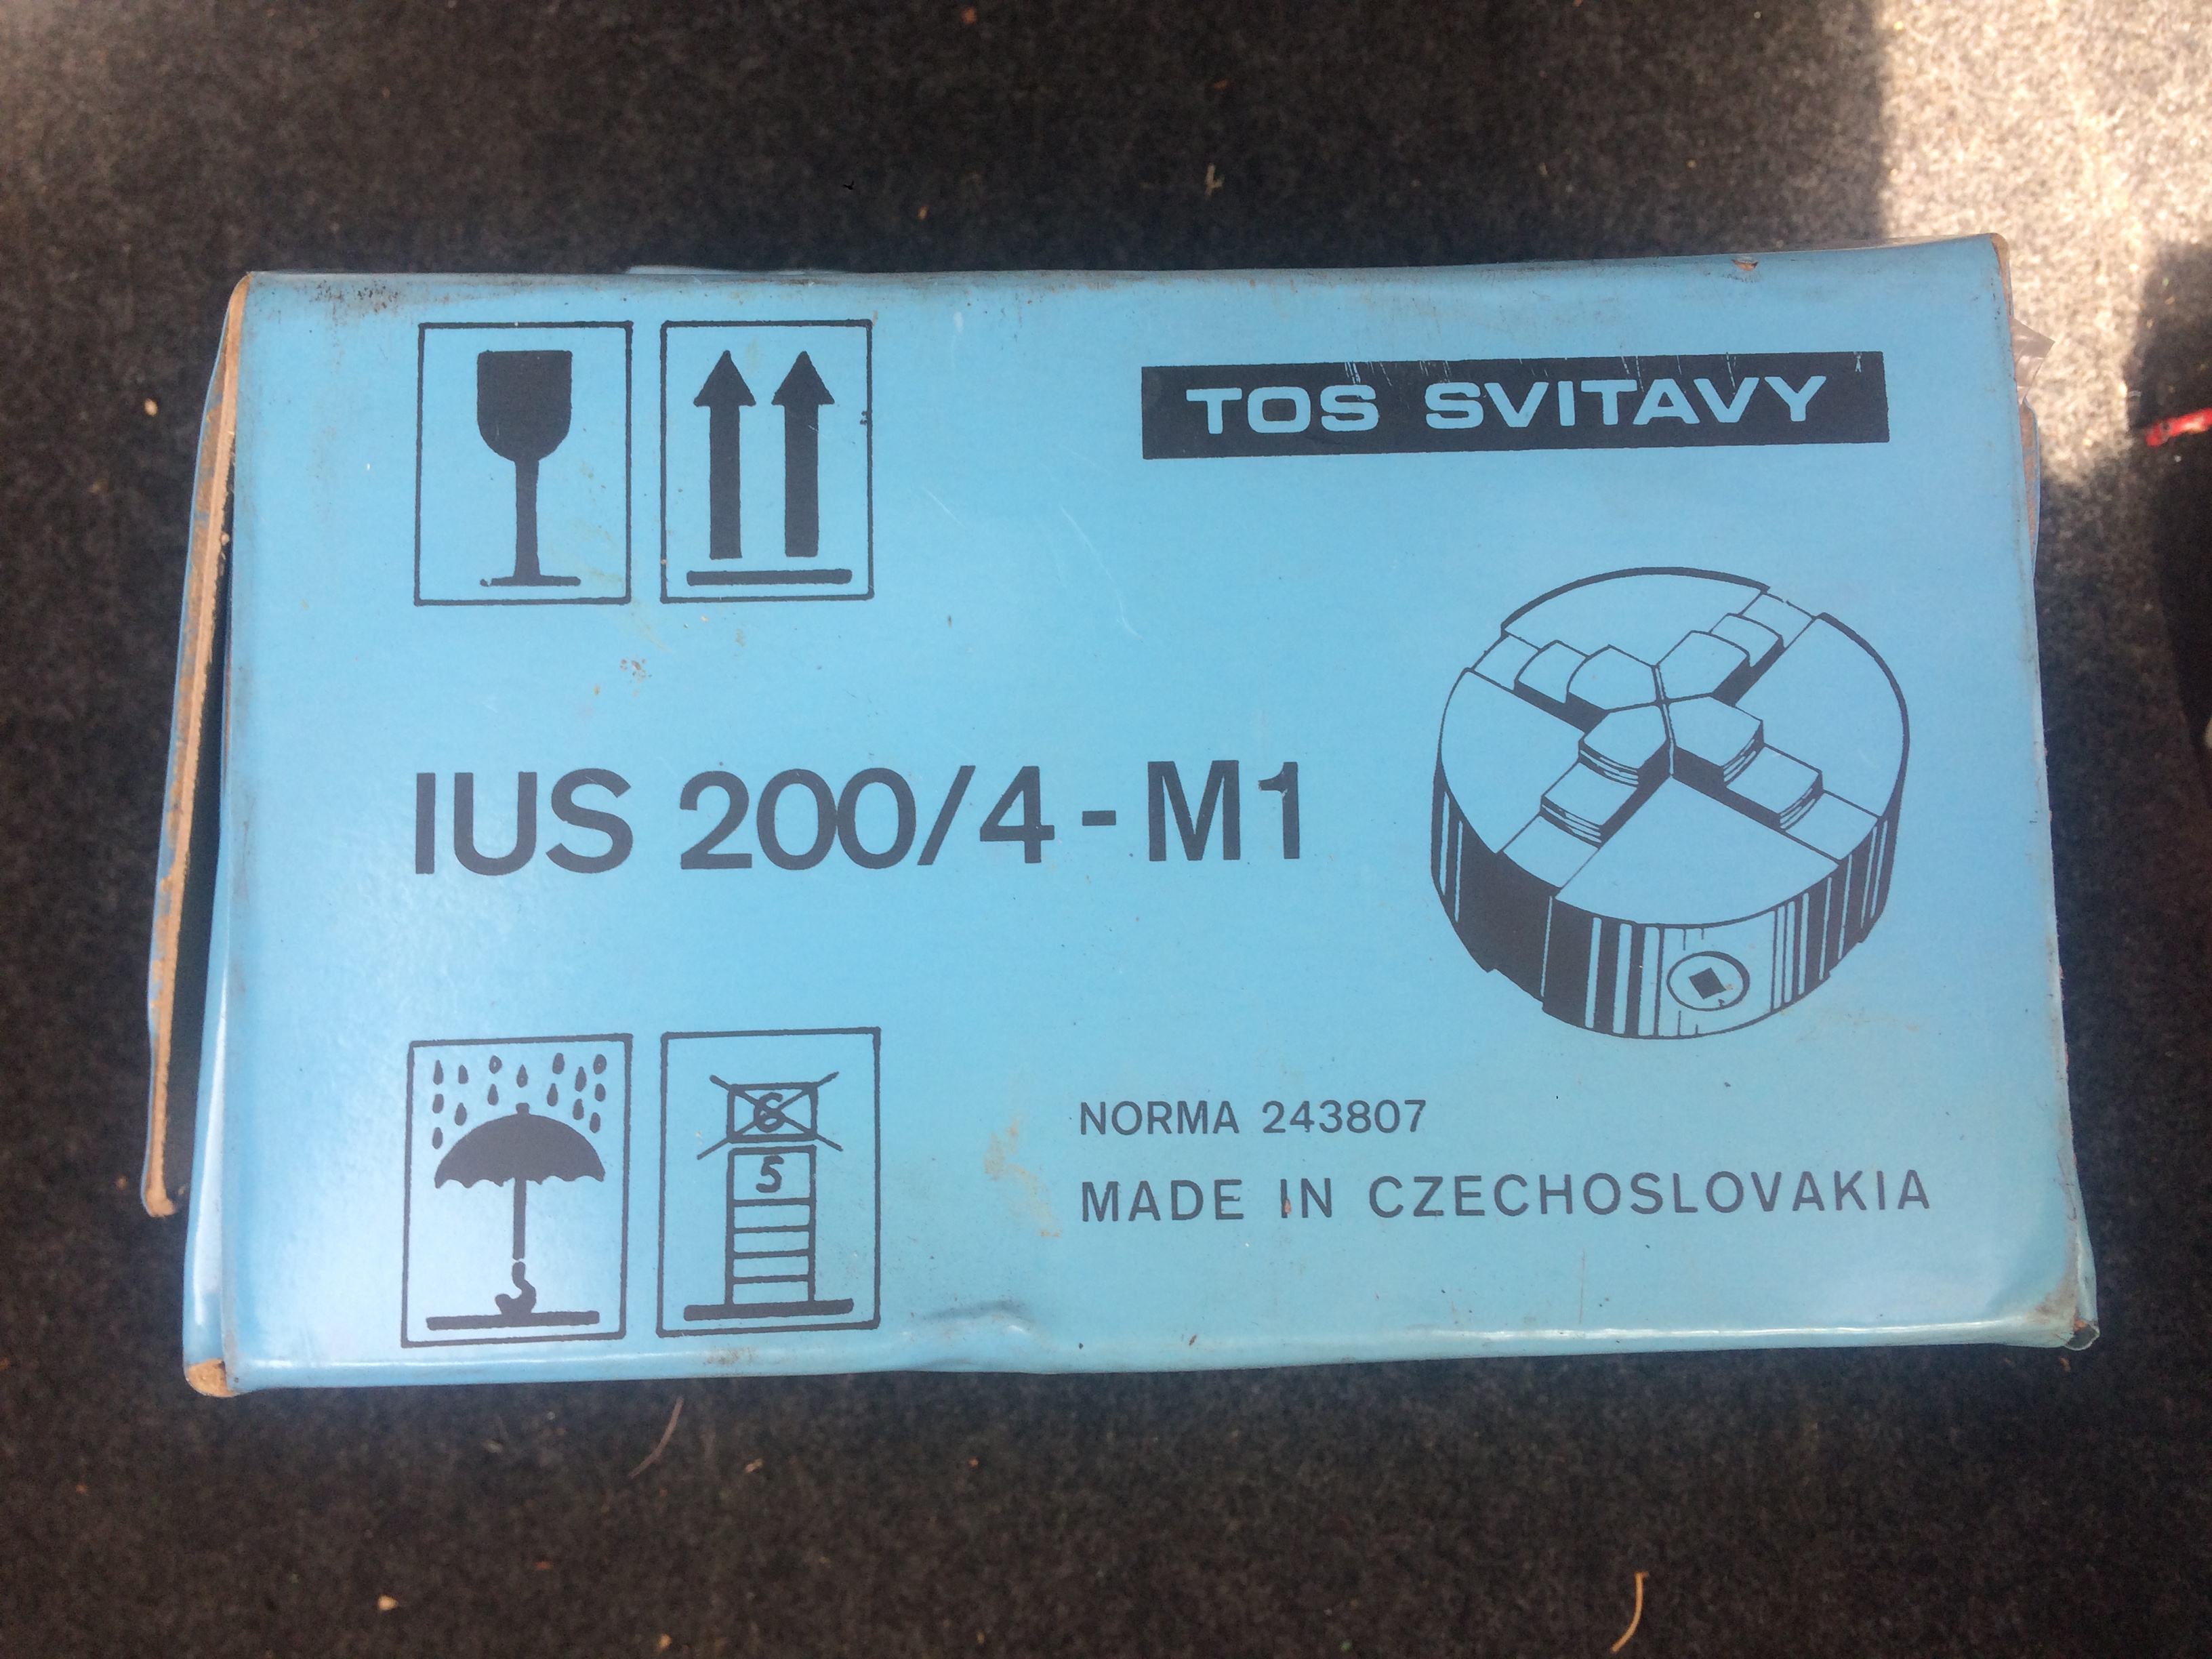 TOS SVITAVY
IUS 200/4-M1
6
5
NORMA 243807
MADE IN CZECHOSLOVAKIA